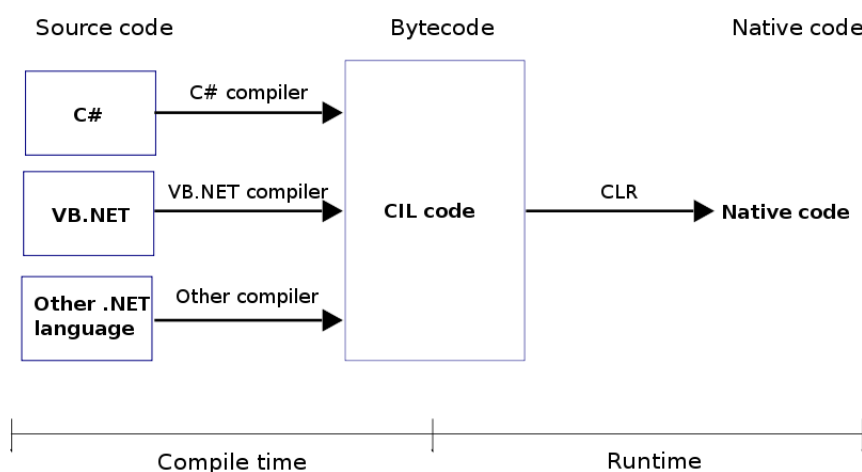 Source code
Bytecode
Native code
C#
C# compiler
VB.NET
VB.NET compiler
CIL code
CLR
Native code
Other .NET
language
Other compiler
Compile time
Runtime